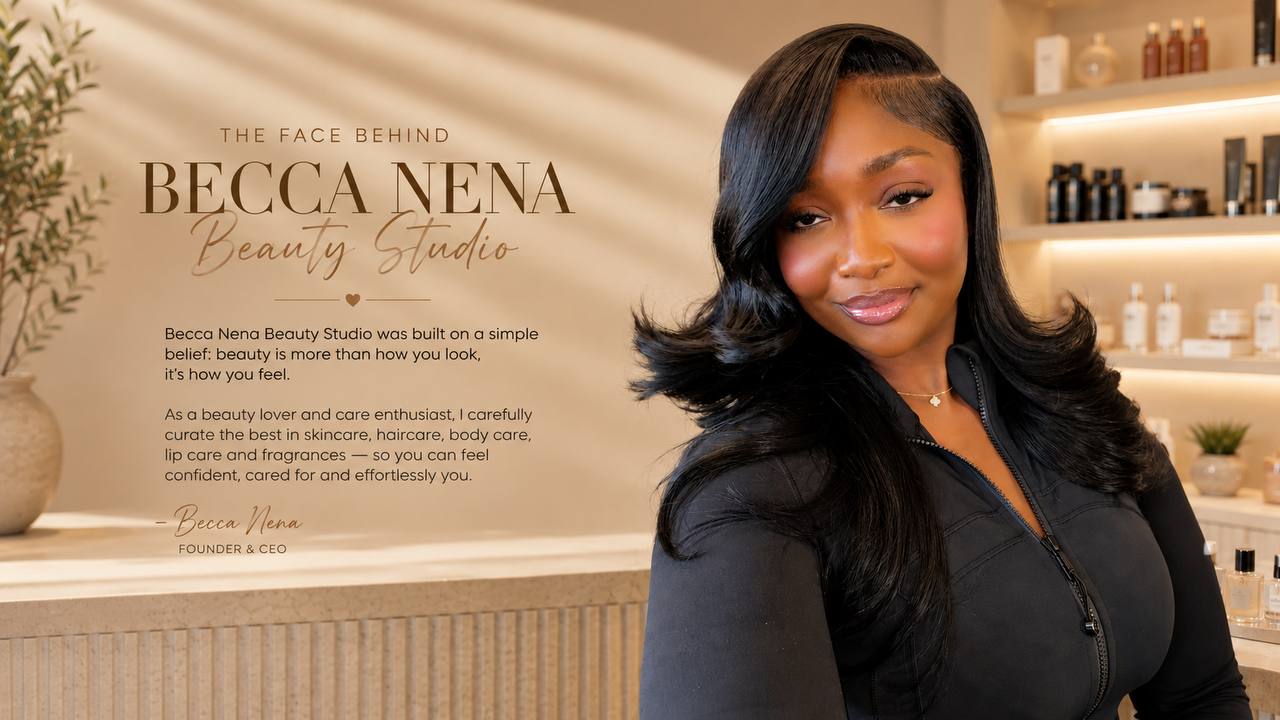 THE FACE BEHIND
BECCA NENA
Beauty Studio
Becca Nena Beauty Studio was built on a simple
belief: beauty is more than how you look,
it's how you feel.
As a beauty lover and care enthusiast, I carefully
curate the best in skincare, haircare, body care,
lip care and fragrances — so you can feel
confident, cared for and effortlessly you.
– Becca Nena
FOUNDER & CEO